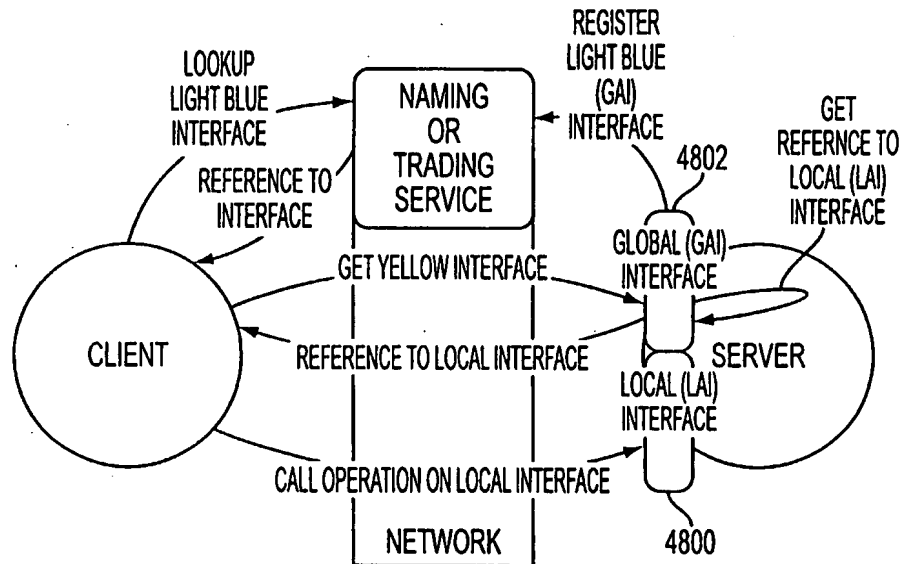 LOOKUP
LIGHT BLUE
INTERFACE
REFERENCE TO
INTERFACE
NAMING
OR
TRADING
SERVICE
REGISTER
LIGHT BLUE
(GAI)
INTERFACE
GET
REFERNCE TO
LOCAL (LAI)
INTERFACE
4802
GLOBAL (GAI)
INTERFACE
GET YELLOW INTERFACE
CLIENT
REFERENCE TO LOCAL INTERFACE
SERVER
LOCAL (LAI)
INTERFACE
CALL OPERATION ON LOCAL INTERFACE
NETWORK
4800